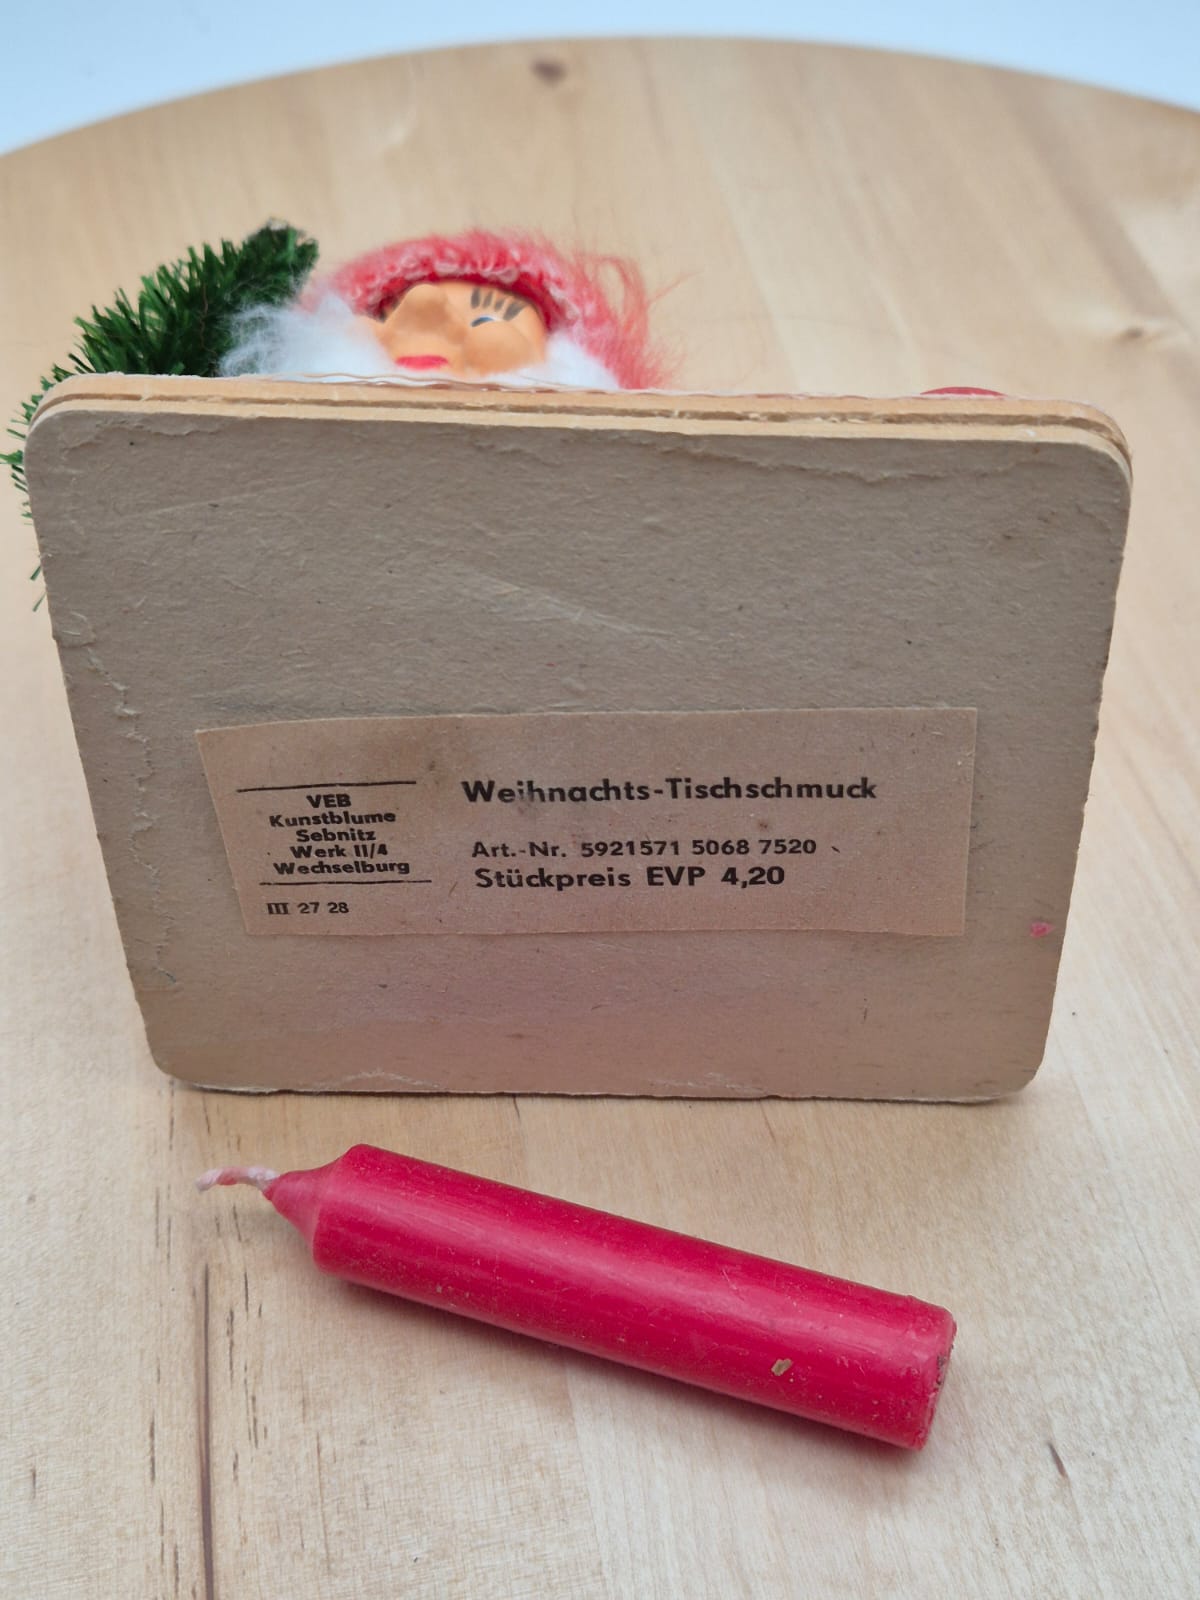 VEB
Kunstblume
Sebnitz
Werk II/4
Wechselburg
III 27 28
Weihnachts-Tischschmuck
Art.-Nr. 5921571 5068 7520
Stückpreis EVP 4,20